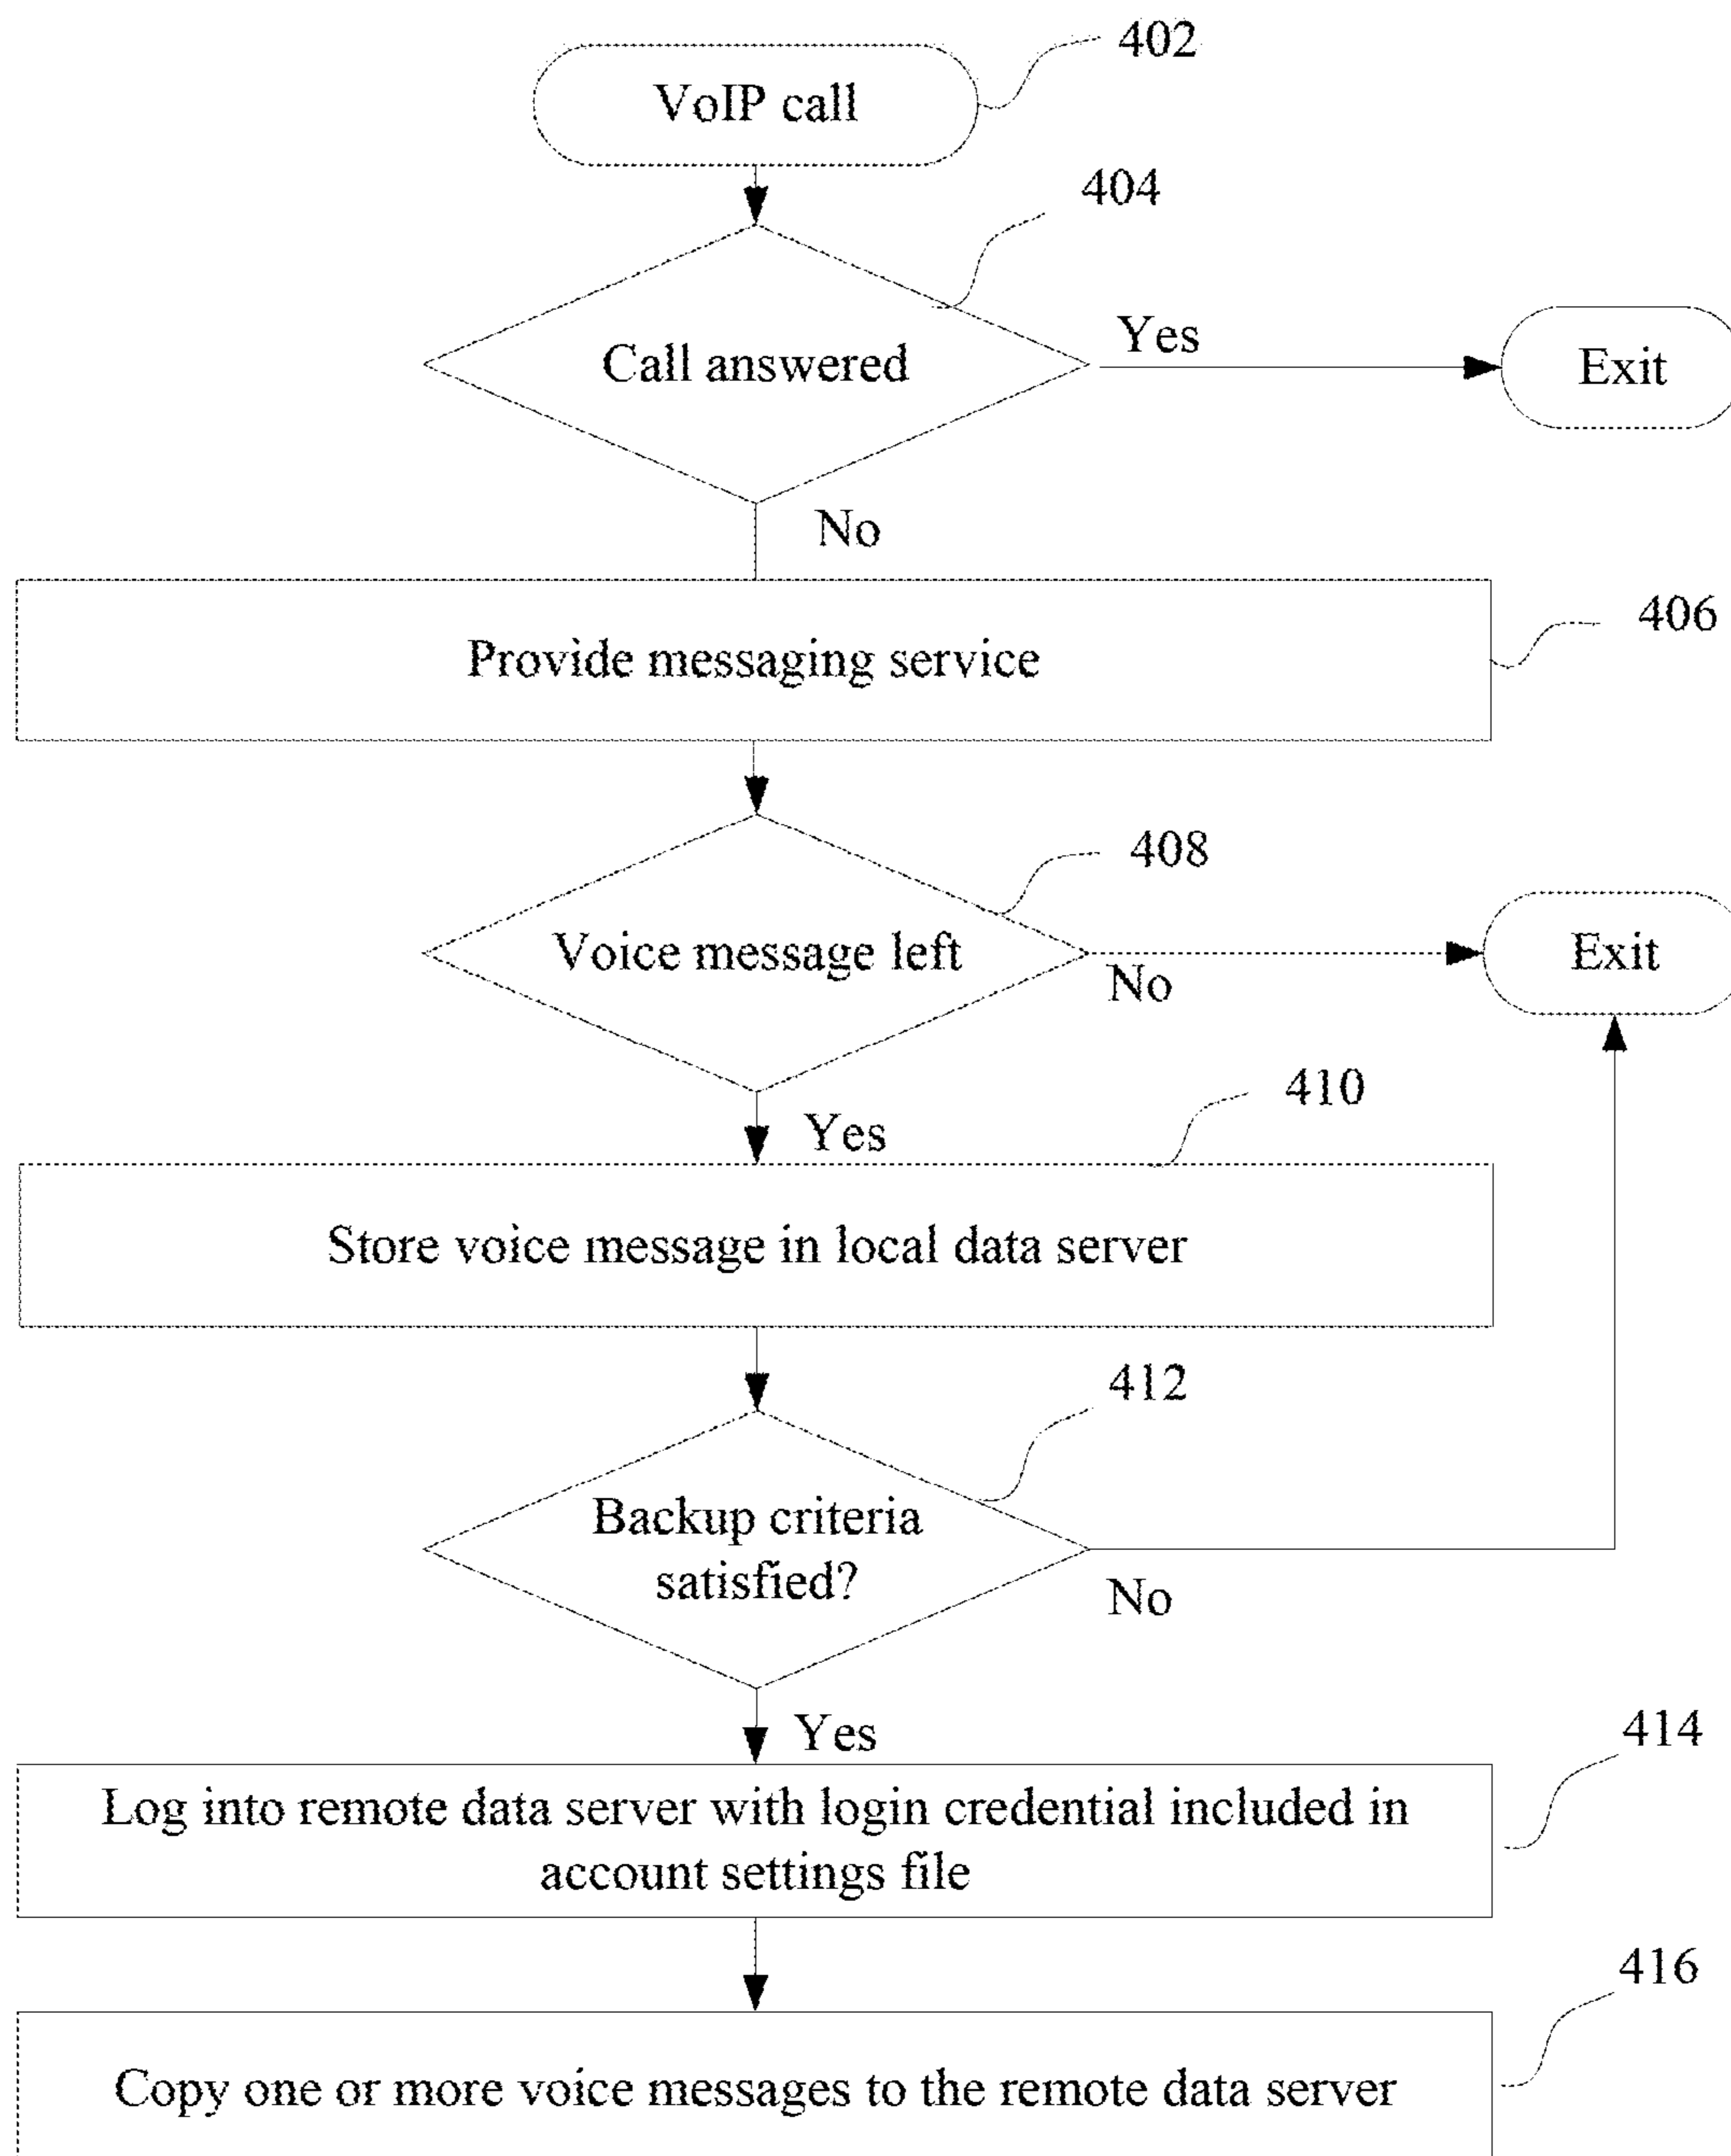 402
VoIP call
404
Call answered
Yes
Exit
No
406
Provide messaging service
408
Voice message left
No
Exit
410
Yes
Store voice message in local data server
412
Backup criteria
satisfied?
No
Yes
414
Log into remote data server with login credential included in
account settings file
416
Copy one or more voice messages to the remote data server